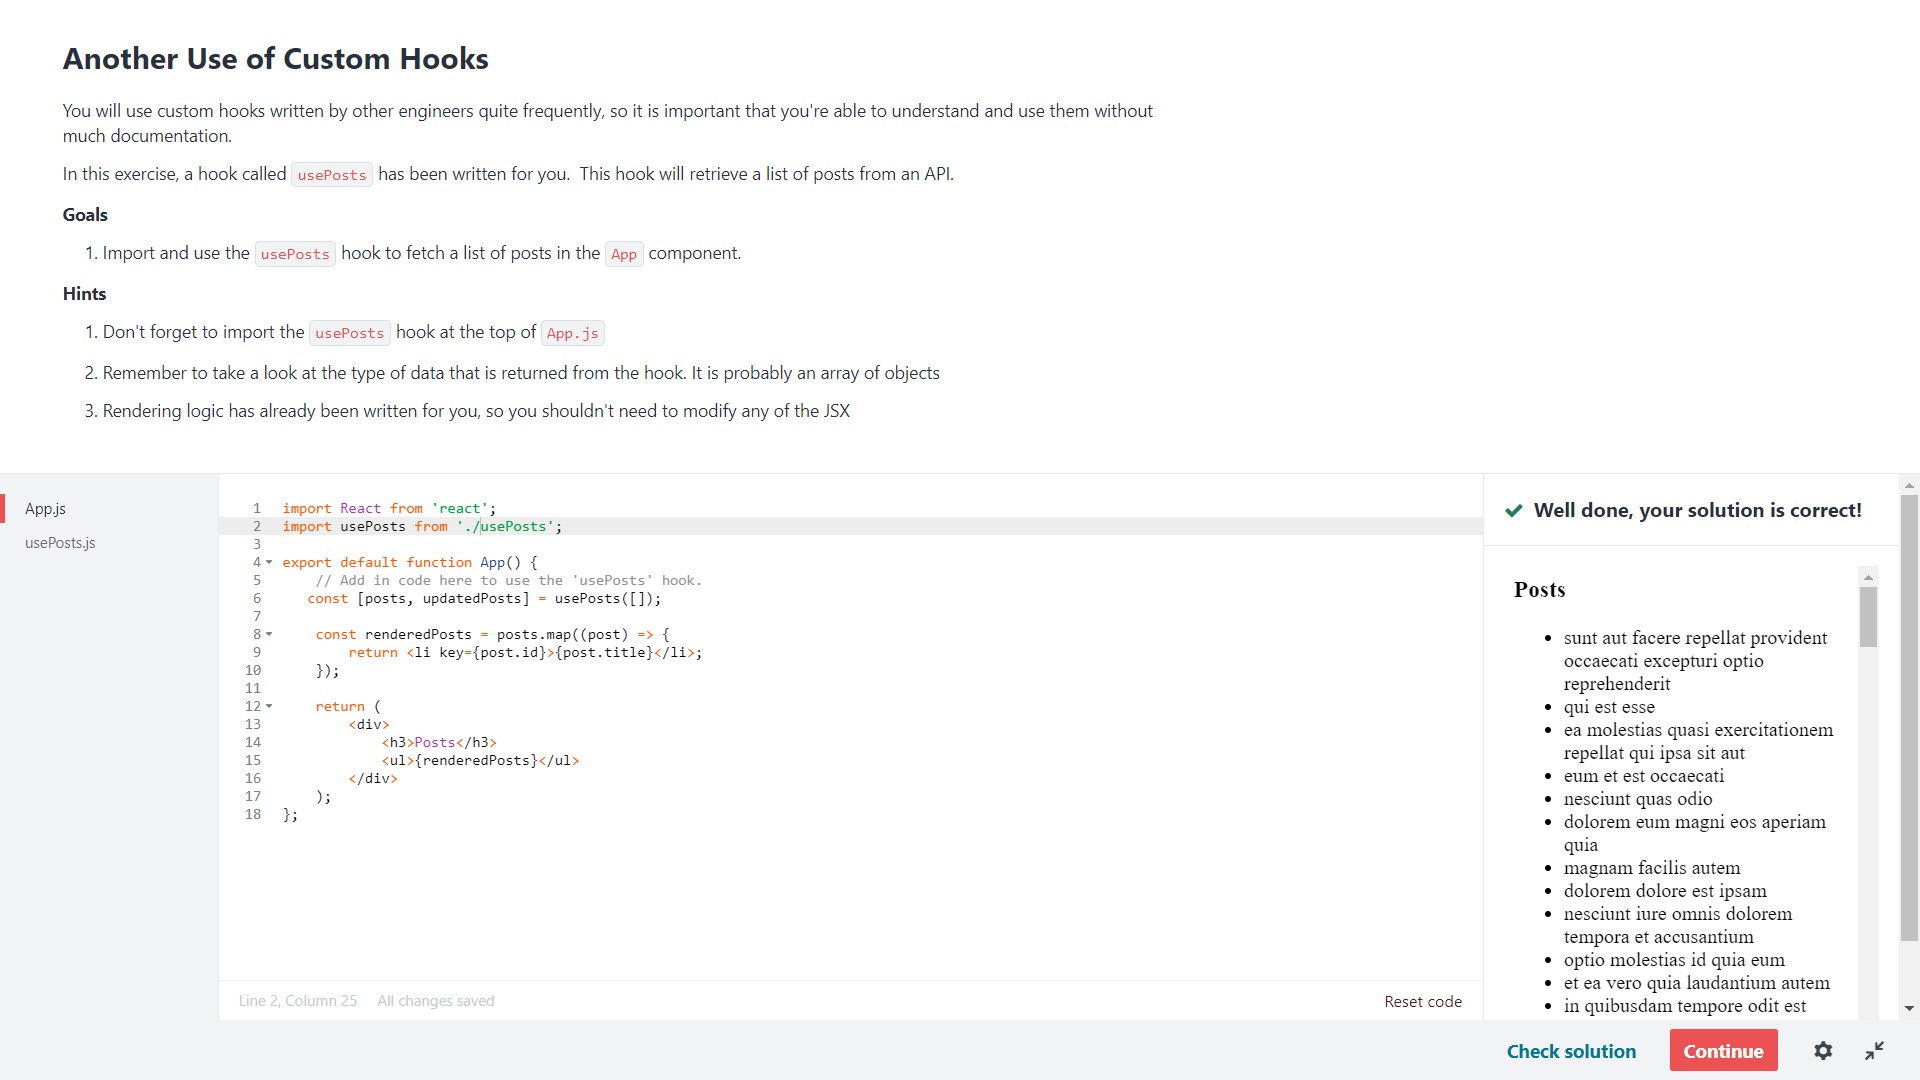 Another Use of Custom Hooks
You will use custom hooks written by other engineers quite frequently, so it is important that you're able to understand and use them without
much documentation.
In this exercise, a hook called usePosts has been written for you.  This hook will retrieve a list of posts from an API.
Goals
1. Import and use the usePosts hook to fetch a list of posts in the App component.
Hints
1. Don't forget to import the usePosts hook at the top of App.js
2. Remember to take a look at the type of data that is returned from the hook. It is probably an array of objects
3. Rendering logic has already been written for you, so you shouldn't need to modify any of the JSX
App.js
usePosts.js
1 import React from 'react';
2 import usePosts from './usePosts';
3
4 export default function App() {
5     // Add in code here to use the 'usePosts' hook.
6    const [posts, updatedPosts] = usePosts([]);
7
8     const renderedPosts = posts.map((post) => {
9         return <li key={post.id}>{post.title}</li>;
10     });
11
12     return (
13         <div>
14             <h3>Posts</h3>
15             <ul>{renderedPosts}</ul>
16         </div>
17     );
18 };
Line 2, Column 25 All changes saved
Reset code
Well done, your solution is correct!
Posts
• sunt aut facere repellat provident
occaecati excepturi optio
reprehenderit
• qui est esse
• ea molestias quasi exercitationem
repellat qui ipsa sit aut
• eum et est occaecati
• nesciunt quas odio
• dolorem eum magni eos aperiam
quia
• magnam facilis autem
• dolorem dolore est ipsam
• nesciunt iure omnis dolorem
tempora et accusantium
• optio molestias id quia eum
• et ea vero quia laudantium autem
• in quibusdam tempore odit est
Check solution
Continue